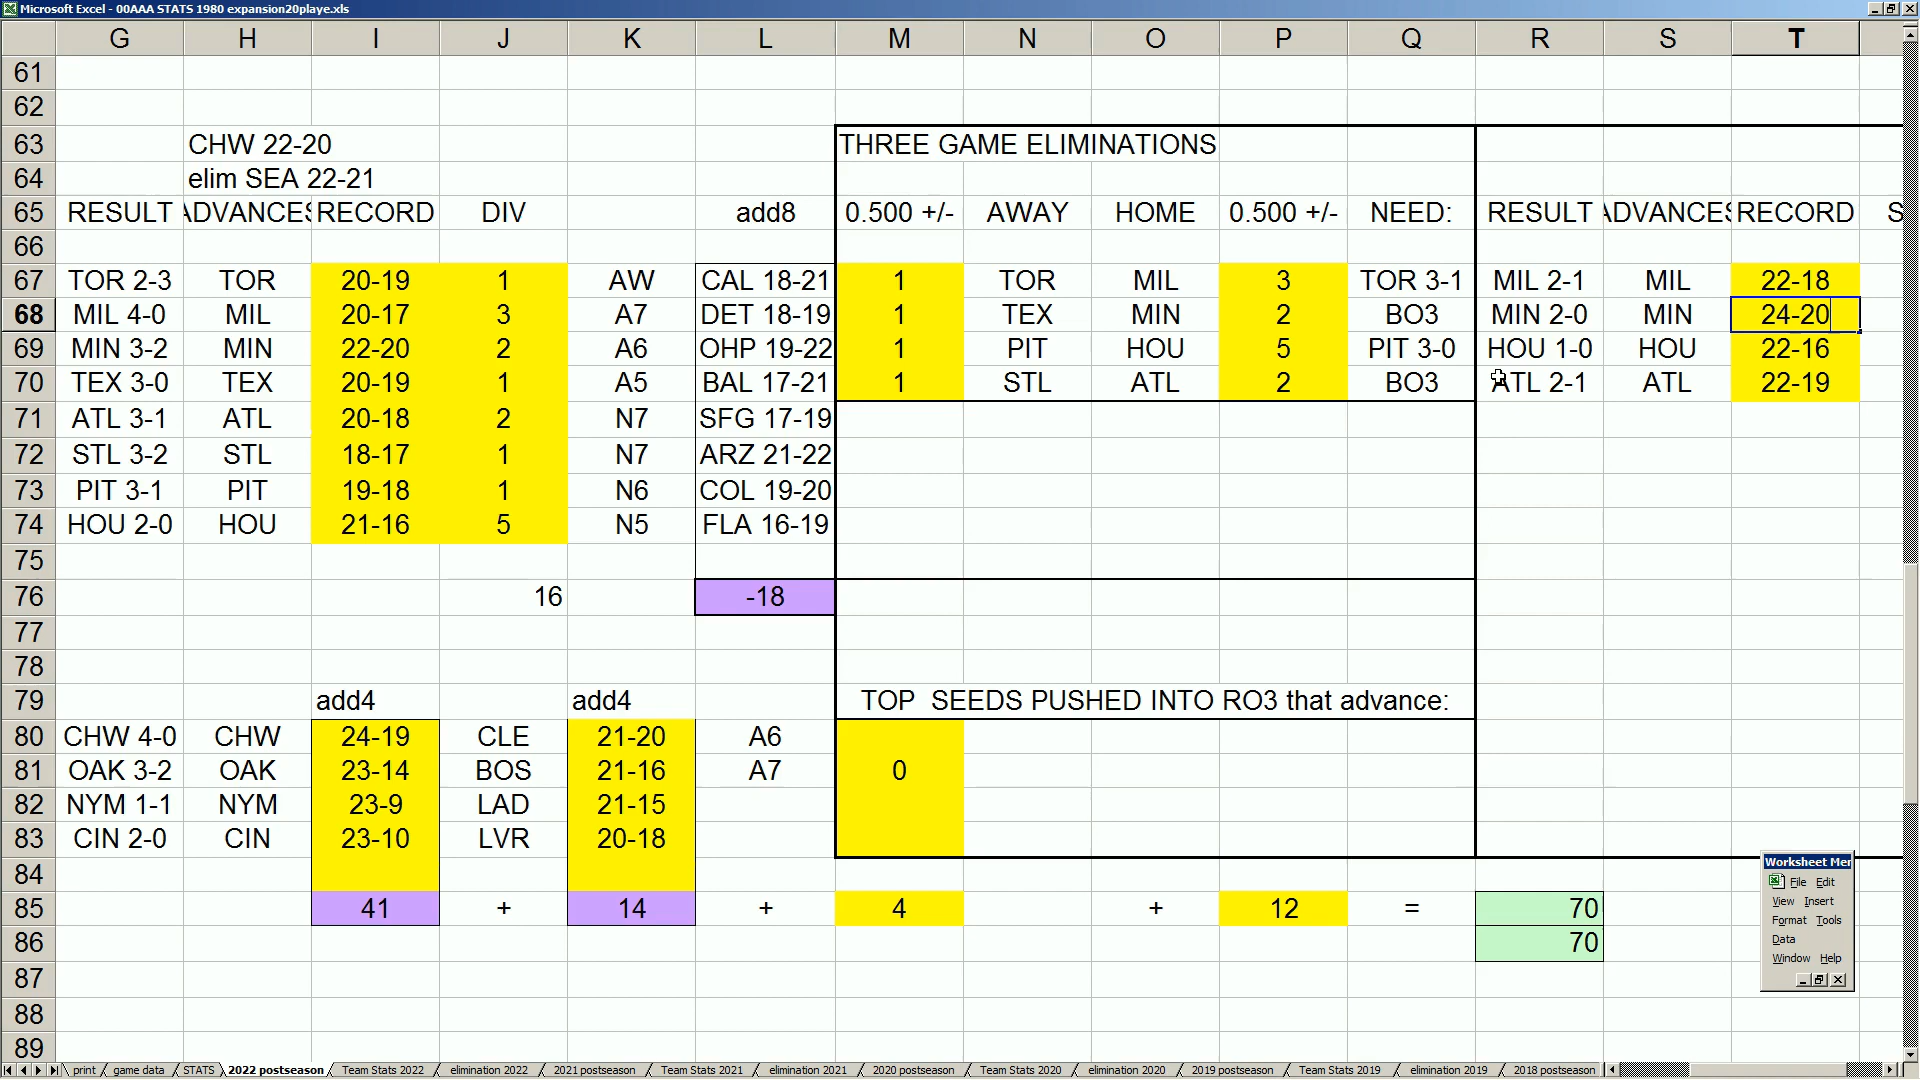 Microsoft Excel - 00AAA STATS 1980 expansion20playe.xls
G H I J K L M N O P Q R S T
61
62
63 CHW 22-20 THREE GAME ELIMINATIONS
64 elim SEA 22-21
65 RESULT ADVANCES RECORD DIV add8 0.500 +/- AWAY HOME 0.500 +/- NEED: RESULT ADVANCES RECORD S
66
67 TOR 2-3 TOR 20-19 1 AW CAL 18-21 1 TOR MIL 3 TOR 3-1 MIL 2-1 MIL 22-18
68 MIL 4-0 MIL 20-17 3 A7 DET 18-19 1 TEX MIN 2 BO3 MIN 2-0 MIN 24-20
69 MIN 3-2 MIN 22-20 2 A6 OHP 19-22 1 PIT HOU 5 PIT 3-0 HOU 1-0 HOU 22-16
70 TEX 3-0 TEX 20-19 1 A5 BAL 17-21 1 STL ATL 2 BO3 ATL 2-1 ATL 22-19
71 ATL 3-1 ATL 20-18 2 N7 SFG 17-19
72 STL 3-2 STL 18-17 1 N7 ARZ 21-22
73 PIT 3-1 PIT 19-18 1 N6 COL 19-20
74 HOU 2-0 HOU 21-16 5 N5 FLA 16-19
75
76 16 -18
77
78
79 add4 add4 TOP SEEDS PUSHED INTO RO3 that advance:
80 CHW 4-0 CHW 24-19 CLE 21-20 A6
81 OAK 3-2 OAK 23-14 BOS 21-16 A7 0
82 NYM 1-1 NYM 23-9 LAD 21-15
83 CIN 2-0 CIN 23-10 LVR 20-18
84
85 41 + 14 + 4 + 12 = 70
86 70
87
88
89
Worksheet Mer
File Edit
View Insert
Format Tools
Data
Window Help
print game data STATS 2022 postseason Team Stats 2022 elimination 2022 2021 postseason Team Stats 2021 elimination 2021 2020 postseason Team Stats 2020 elimination 2020 2019 postseason Team Stats 2019 elimination 2019 2018 postseason